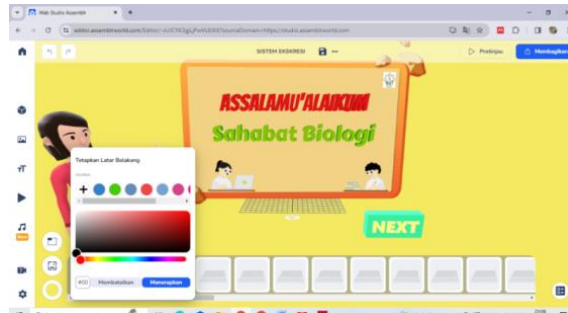 Web Studio Assemblr
SISTEM EKSKRESI
Pratinjau
Membagikan
ASSALAMU'ALAIKUM
Sahabat Biologi
NEXT
Tetapkan Latar Belakang
Membatalkan
Menerapkan